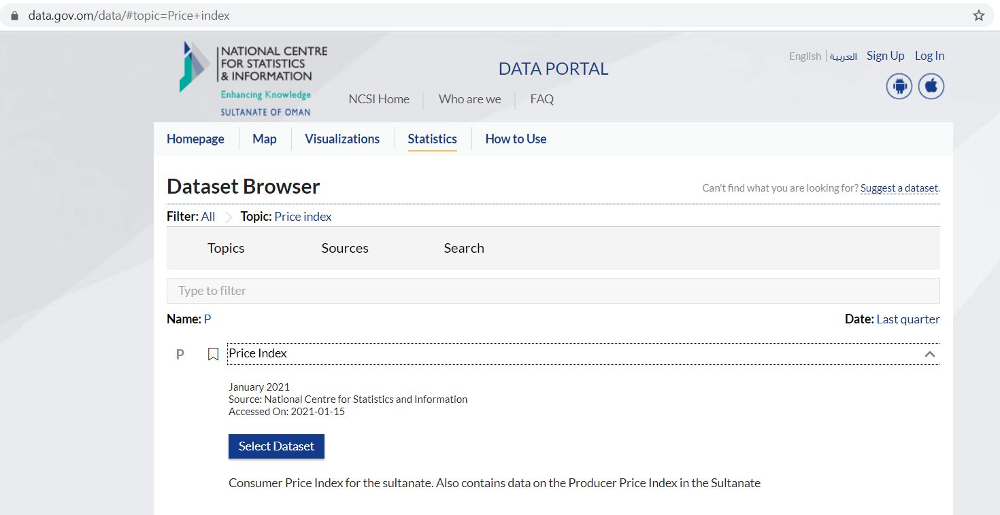 data.gov.om/data/#topic=Price+index
NATIONAL CENTRE
FOR STATISTICS
& INFORMATION
Enhancing Knowledge
SULTANATE OF OMAN
DATA PORTAL
English العربية Sign Up Log In
NCSI Home Who are we FAQ
Homepage Map Visualizations Statistics How to Use
Dataset Browser
Can't find what you are looking for? Suggest a dataset.
Filter: All Topic: Price index
Topics Sources Search
Type to filter
Name: P Date: Last quarter
P Price Index
January 2021
Source: National Centre for Statistics and Information
Accessed On: 2021-01-15
Select Dataset
Consumer Price Index for the sultanate. Also contains data on the Producer Price Index in the Sultanate